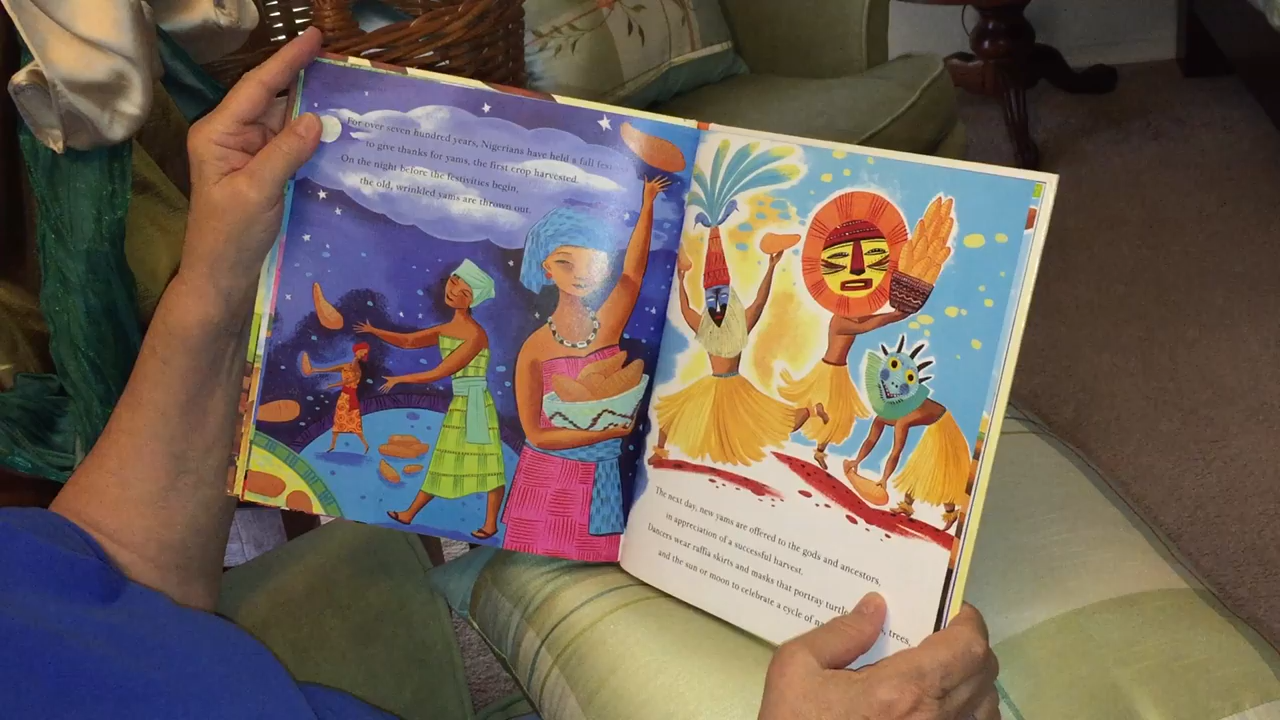 For over seven hundred years, Nigerians have held a fall
to give thanks for yams, the first crop harvested.
On the night before the festivities begin,
the old, wrinkled yams are thrown out.
The next day, new yams are offered to the gods and ancestors,
in appreciation of a successful harvest.
Dancers wear raffia skirts and masks that portray trees,
and the sun or moon to celebrate a cycle of